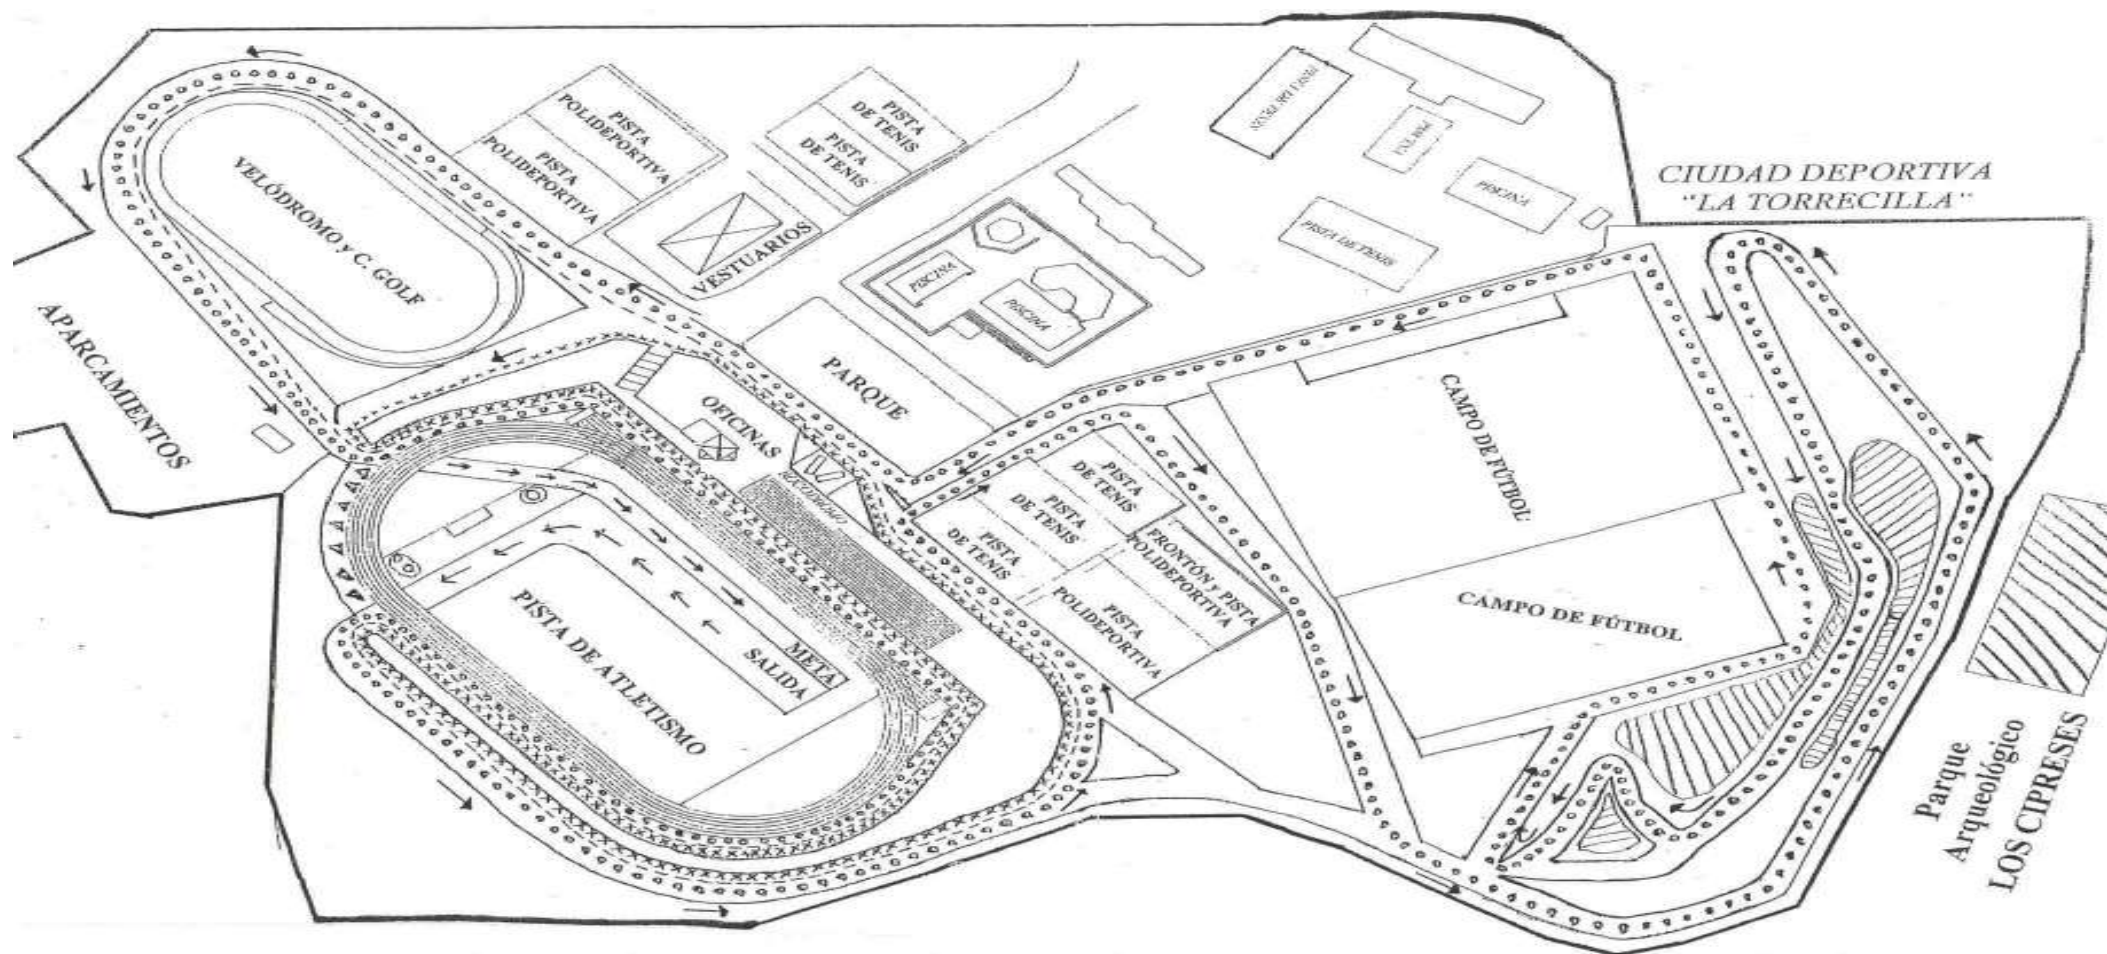 CIUDAD DEPORTIVA
"LA TORRECILLA"
PISTA
POLIDEPORTIVA
PISTA
POLIDEPORTIVA
PISTA
DE TENIS
PISTA
DE TENIS
VESTUARIOS
VELÓDROMO y C. GOLF
APARCAMIENTOS
PISCINA
PISCINA
PISCINA
PISTA DE TENIS
PARQUE
OFICINAS
CAMPO DE FÚTBOL
CAMPO DE FÚTBOL
PISTA
DE TENIS
PISTA
DE TENIS
PISTA
DE TENIS
FRONTÓN y PISTA
POLIDEPORTIVA
PISTA
POLIDEPORTIVA
PISTA DE ATLETISMO
META
SALIDA
Parque
Arqueológico
LOS CIPRESES